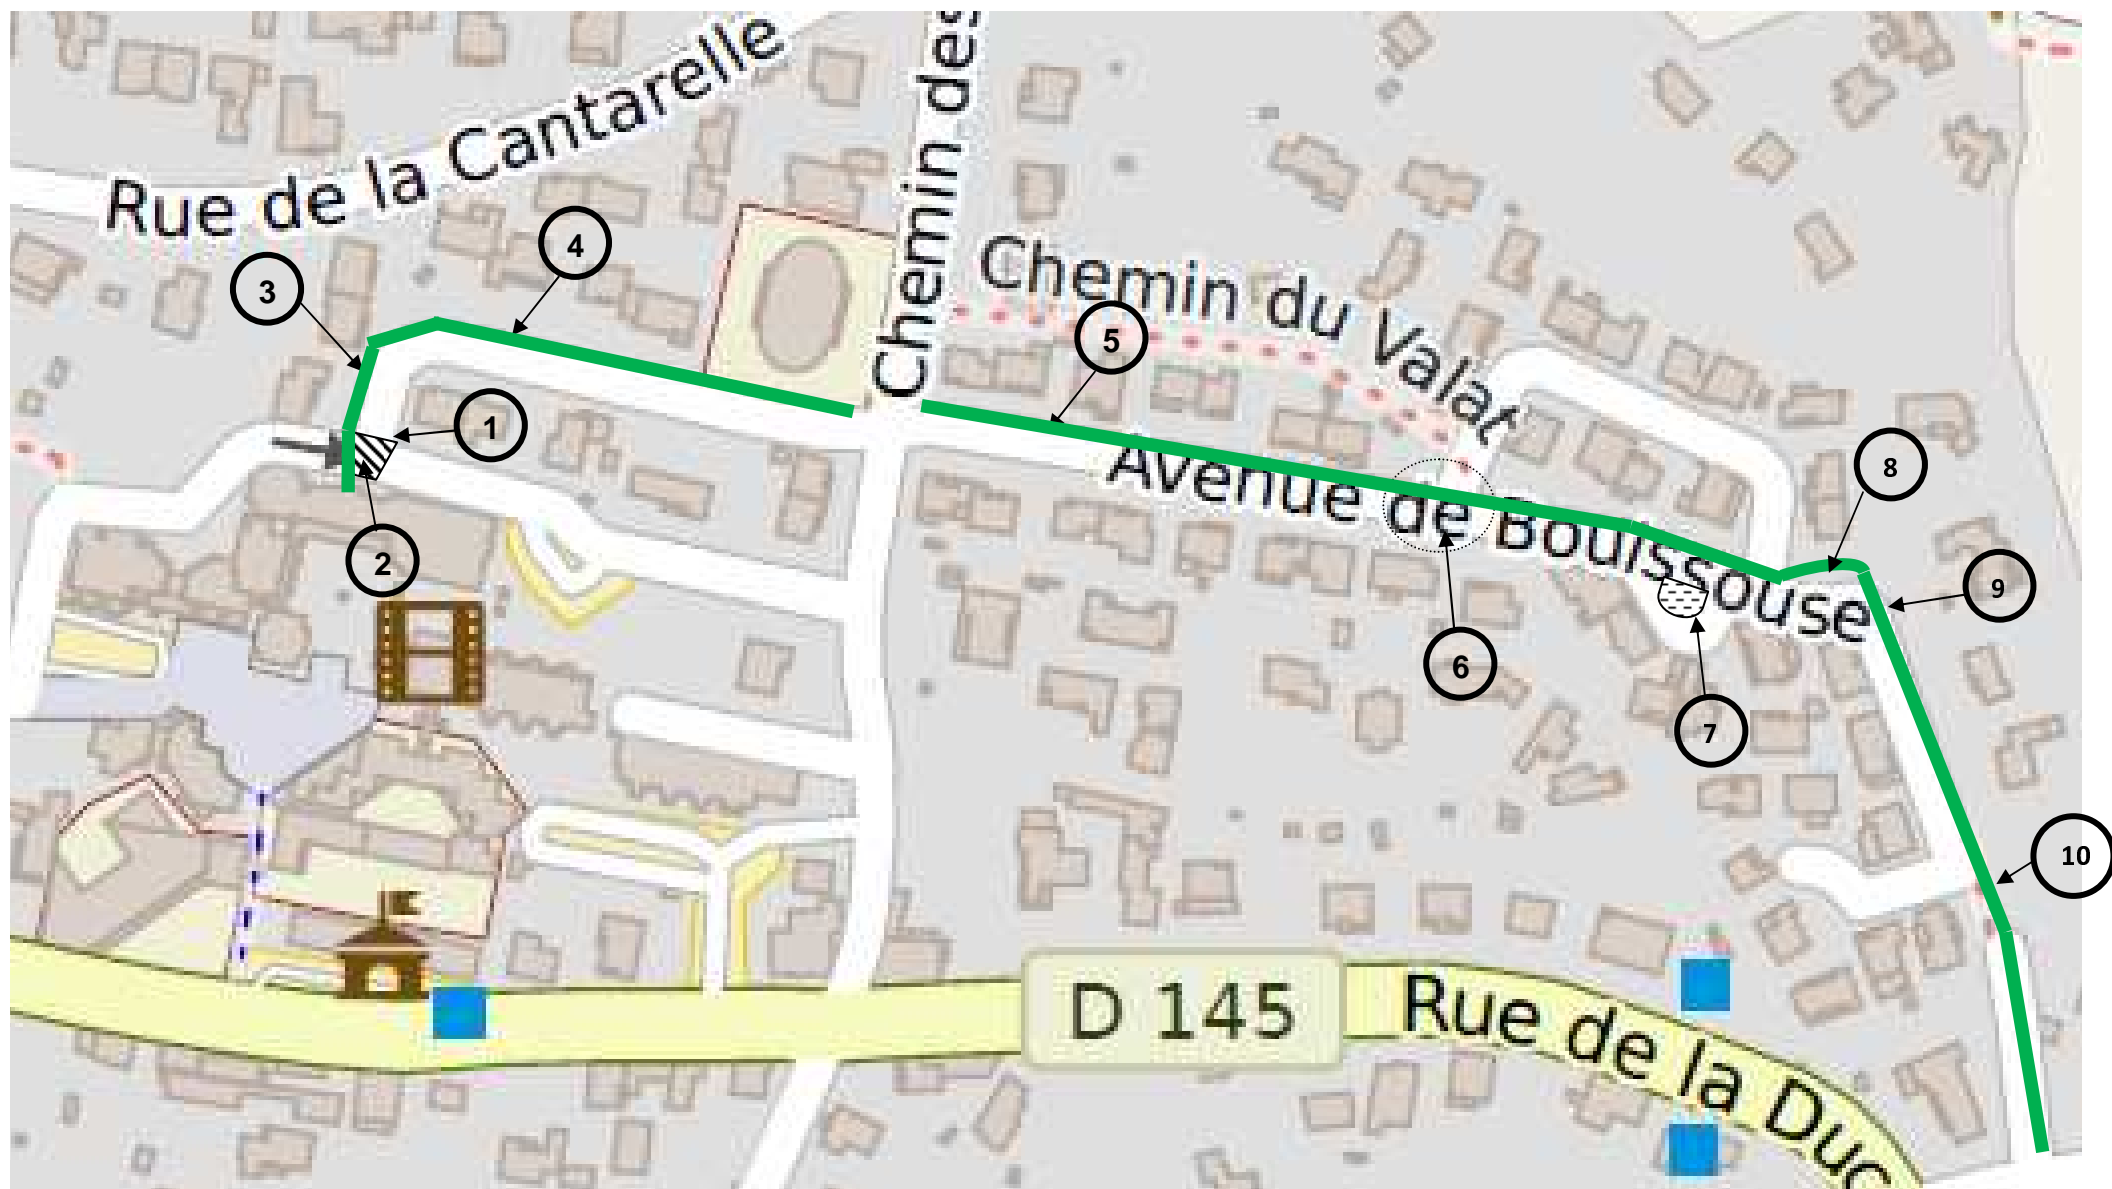 Rue de la Cantarelle
Chemin des
4
3
Chemin du Valat
5
1
8
Avenue de Bouissouse
2
9
6
7
10
D 145
Rue de la Duc